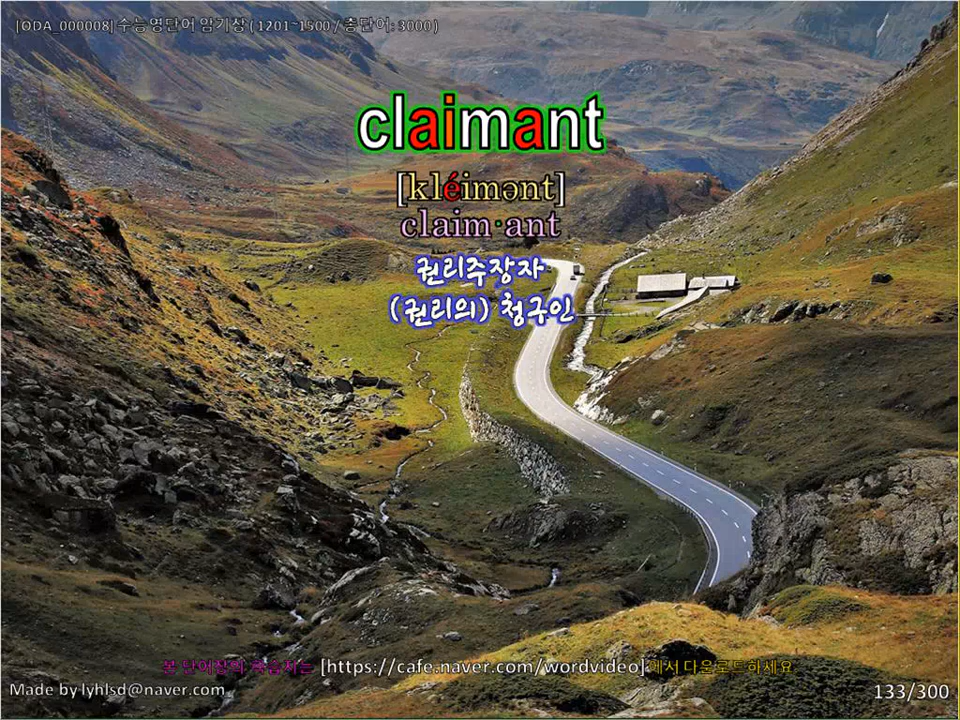 [ODA_000008] 수능 영단어 암기장 ( 1201~1500 / 총단어: 3000 )
claimant
[kléimənt]
claim·ant
권리주장자
(권리의) 청구인
본 단어장의 학습지는 [https://cafe.naver.com/wordvideo]에서 다운로드하세요
Made by lyhlsd@naver.com
133/300